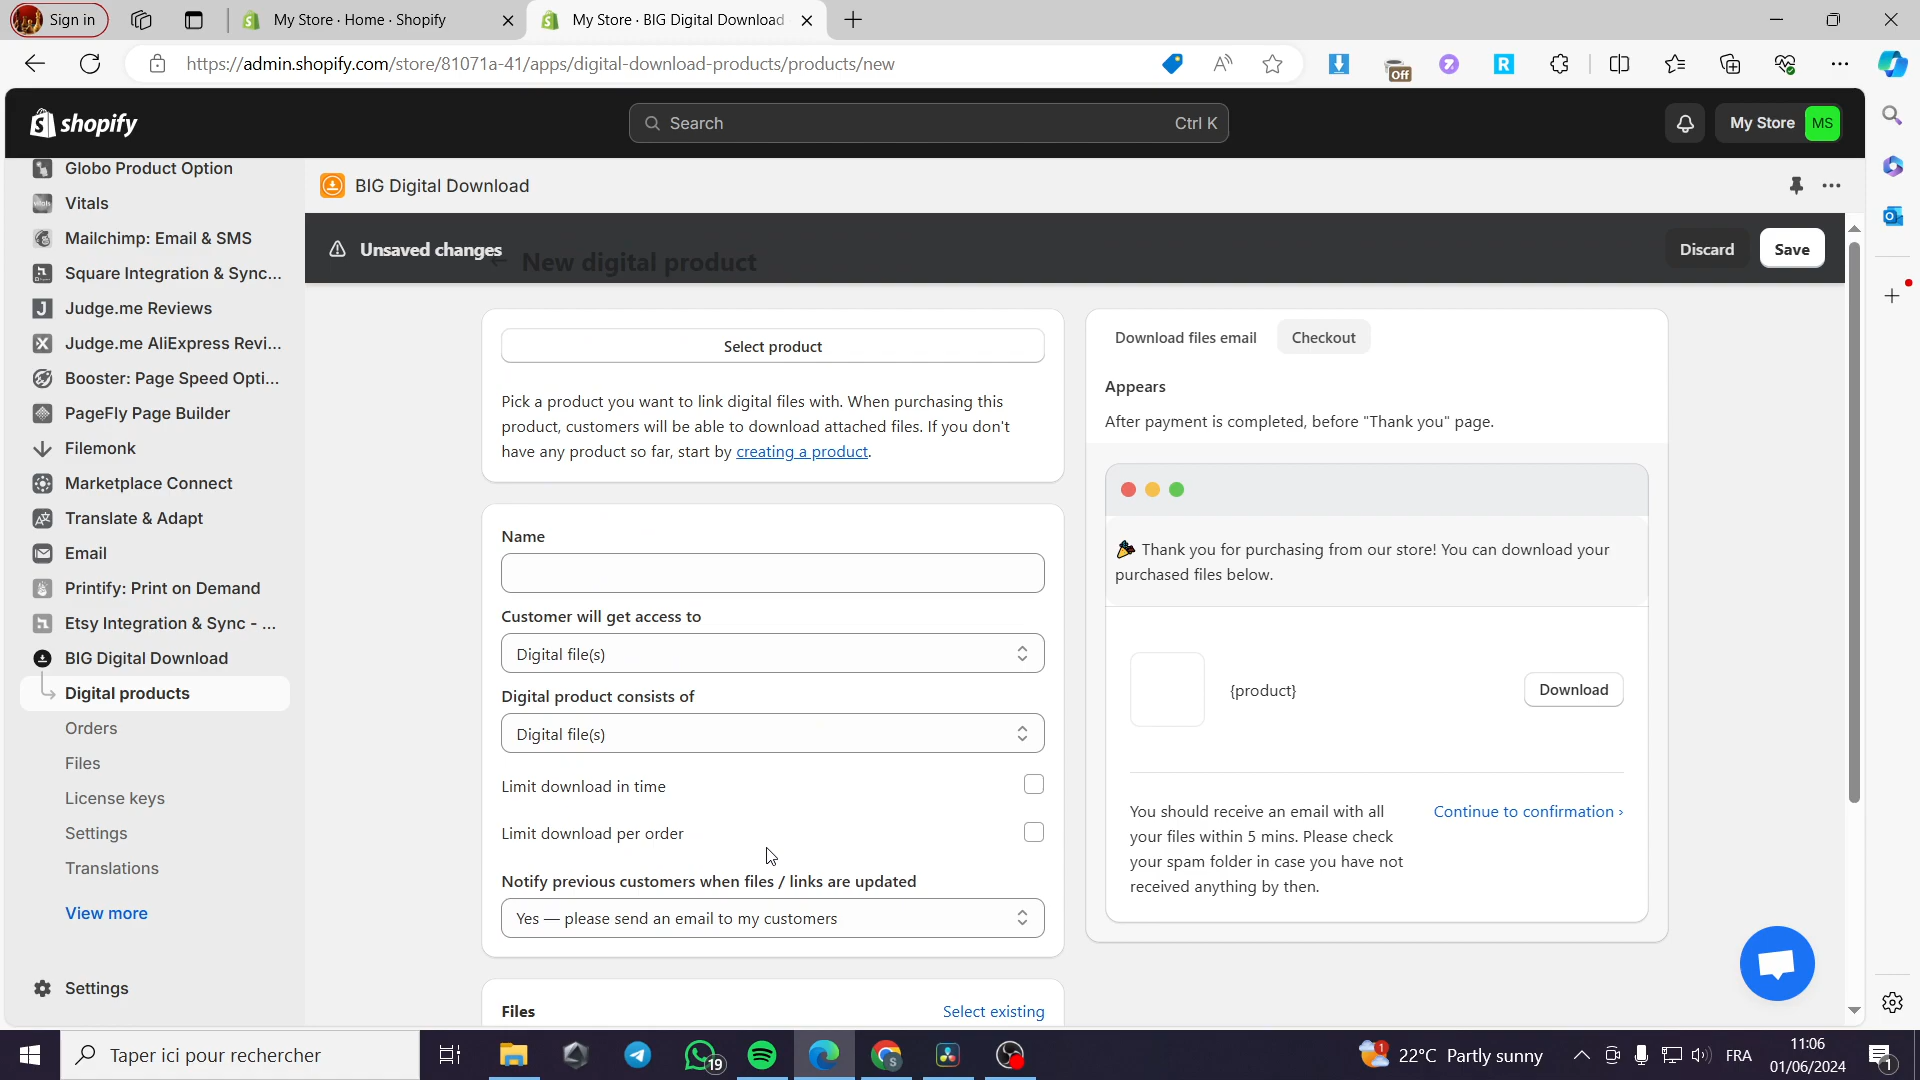 Sign in
My Store · Home · Shopify
My Store · BIG Digital Download
https://admin.shopify.com/store/81071a-41/apps/digital-download-products/products/new
Off
shopify
Search
Ctrl K
My Store
MS
Globo Product Option
Vitals
Mailchimp: Email & SMS
Square Integration & Sync...
Judge.me Reviews
Judge.me AliExpress Revi...
Booster: Page Speed Opti...
PageFly Page Builder
Filemonk
Marketplace Connect
Translate & Adapt
Email
Printify: Print on Demand
Etsy Integration & Sync - ...
BIG Digital Download
Digital products
Orders
Files
License keys
Settings
Translations
View more
Settings
BIG Digital Download
Unsaved changes
New digital product
Discard
Save
Select product
Pick a product you want to link digital files with. When purchasing this
product, customers will be able to download attached files. If you don't
have any product so far, start by creating a product.
Name
Customer will get access to
Digital file(s)
Digital product consists of
Digital file(s)
Limit download in time
Limit download per order
Notify previous customers when files / links are updated
Yes — please send an email to my customers
Files
Select existing
Download files email
Checkout
Appears
After payment is completed, before "Thank you" page.
🎉 Thank you for purchasing from our store! You can download your
purchased files below.
{product}
Download
You should receive an email with all
your files within 5 mins. Please check
your spam folder in case you have not
received anything by then.
Continue to confirmation ›
Taper ici pour rechercher
19
22°C Partly sunny
FRA
11:06
01/06/2024
1